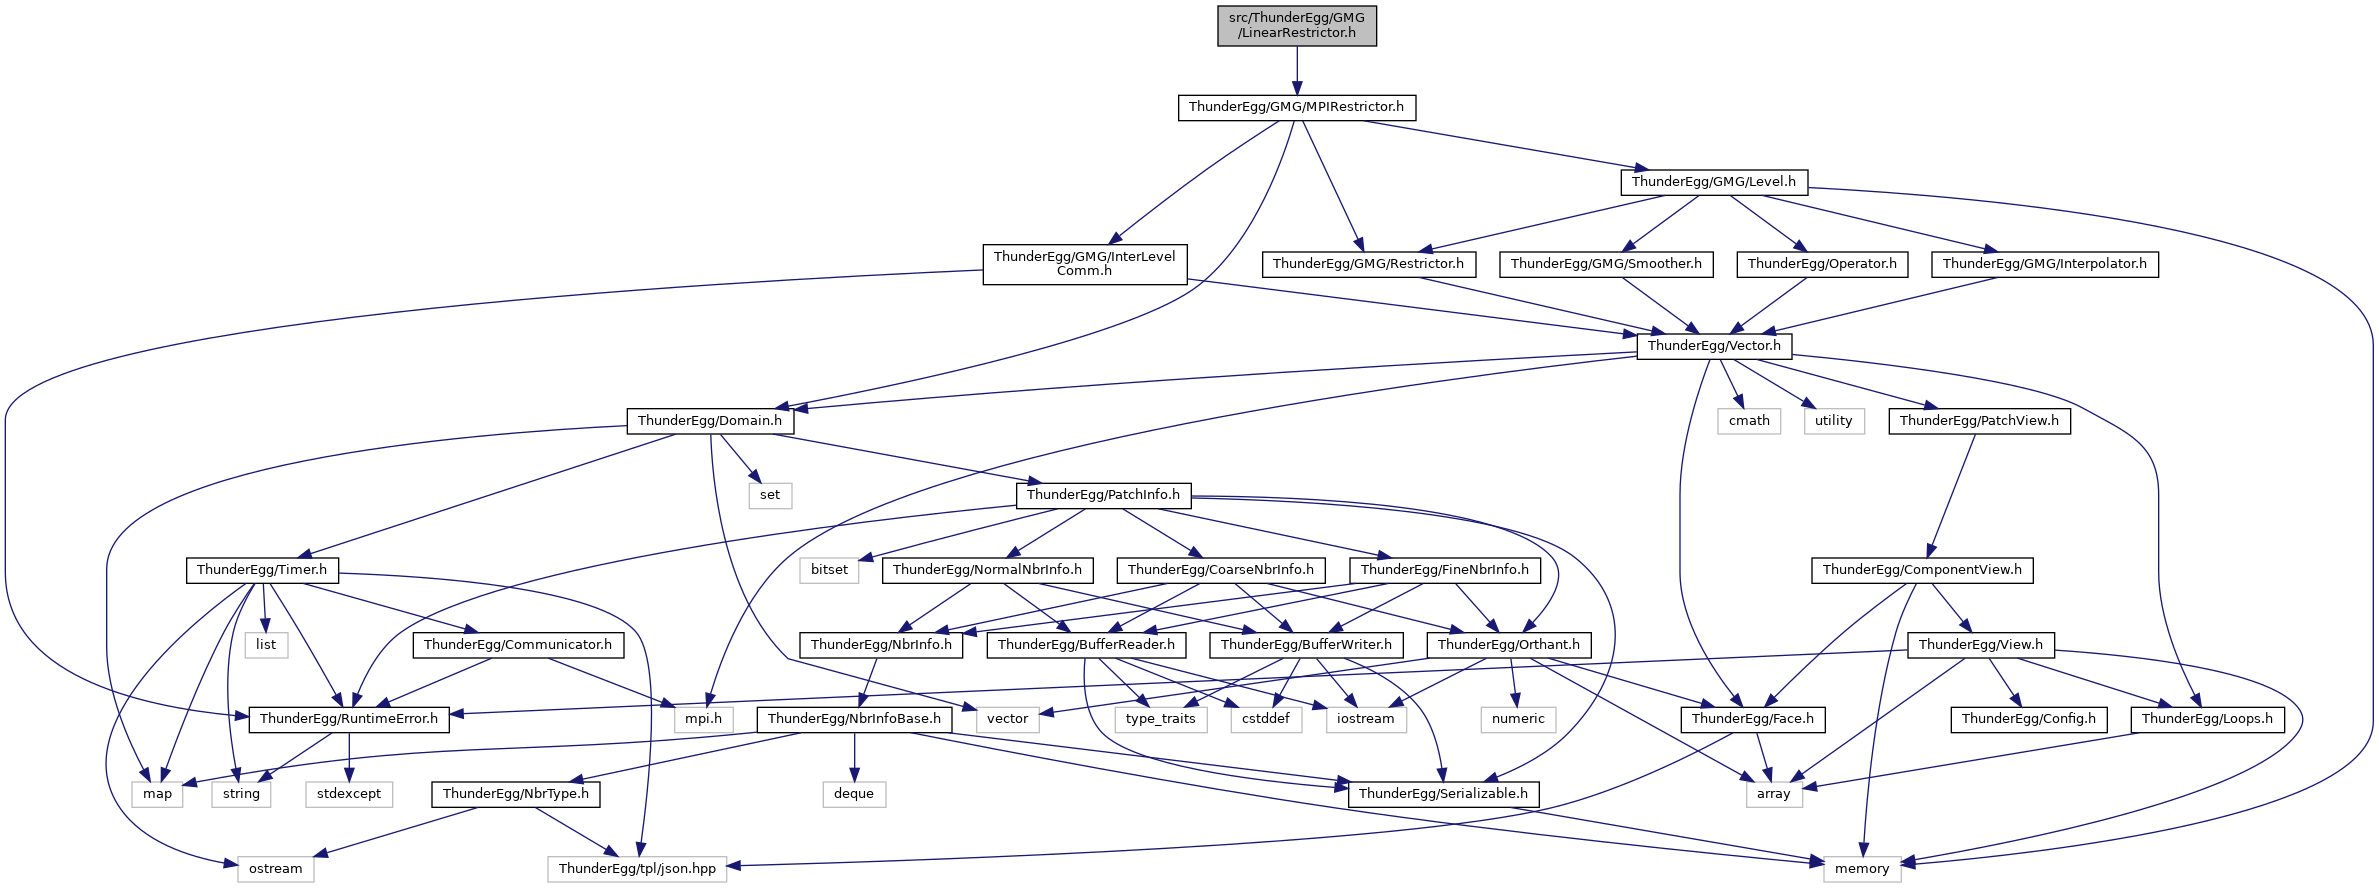 src/ThunderEgg/GMG
/LinearRestrictor.h
ThunderEgg/GMG/MPIRestrictor.h
ThunderEgg/GMG/Level.h
ThunderEgg/GMG/InterLevel
Comm.h
ThunderEgg/GMG/Restrictor.h
ThunderEgg/GMG/Smoother.h
ThunderEgg/Operator.h
ThunderEgg/GMG/Interpolator.h
ThunderEgg/Vector.h
ThunderEgg/Domain.h
cmath
utility
ThunderEgg/PatchView.h
set
ThunderEgg/PatchInfo.h
ThunderEgg/Timer.h
bitset
ThunderEgg/NormalNbrInfo.h
ThunderEgg/CoarseNbrInfo.h
ThunderEgg/FineNbrInfo.h
ThunderEgg/ComponentView.h
list
ThunderEgg/Communicator.h
ThunderEgg/NbrInfo.h
ThunderEgg/BufferReader.h
ThunderEgg/BufferWriter.h
ThunderEgg/Orthant.h
ThunderEgg/View.h
ThunderEgg/RuntimeError.h
mpi.h
ThunderEgg/NbrInfoBase.h
vector
type_traits
cstddef
iostream
numeric
ThunderEgg/Face.h
ThunderEgg/Config.h
ThunderEgg/Loops.h
map
string
stdexcept
ThunderEgg/NbrType.h
deque
ThunderEgg/Serializable.h
array
ostream
ThunderEgg/tpl/json.hpp
memory